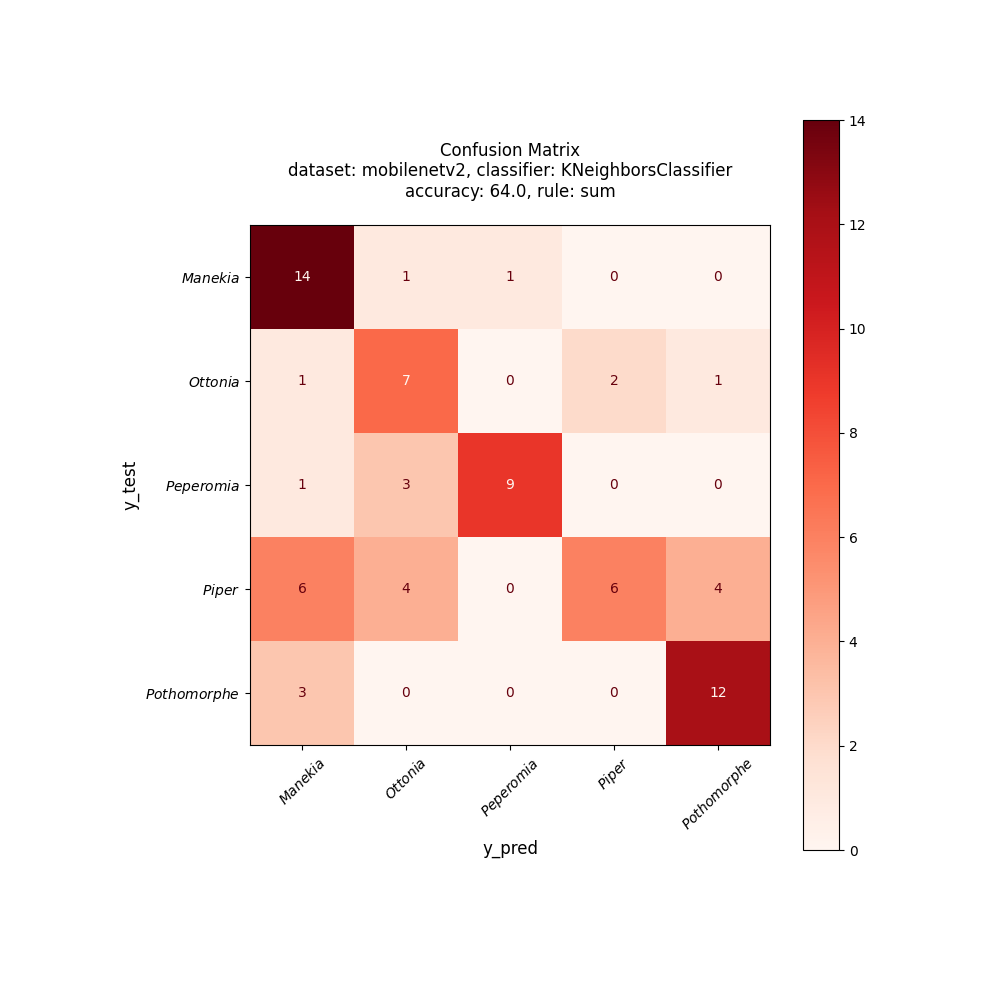 Confusion Matrix
dataset: mobilenetv2, classifier: KNeighborsClassifier
accuracy: 64.0, rule: sum
Manekia 14 1 1 0 0
Ottonia 1 7 0 2 1
Peperomia 1 3 9 0 0
Piper 6 4 0 6 4
Pothomorphe 3 0 0 0 12
y_test
Manekia Ottonia Peperomia Piper Pothomorphe
y_pred
14
12
10
8
6
4
2
0